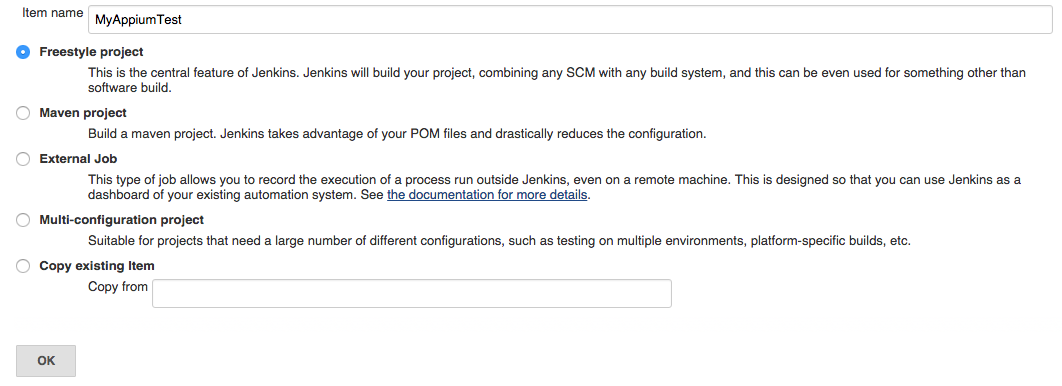 Item name MyAppiumTest
Freestyle project
This is the central feature of Jenkins. Jenkins will build your project, combining any SCM with any build system, and this can be even used for something other than
software build.
Maven project
Build a maven project. Jenkins takes advantage of your POM files and drastically reduces the configuration.
External Job
This type of job allows you to record the execution of a process run outside Jenkins, even on a remote machine. This is designed so that you can use Jenkins as a
dashboard of your existing automation system. See the documentation for more details.
Multi-configuration project
Suitable for projects that need a large number of different configurations, such as testing on multiple environments, platform-specific builds, etc.
Copy existing Item
Copy from
OK